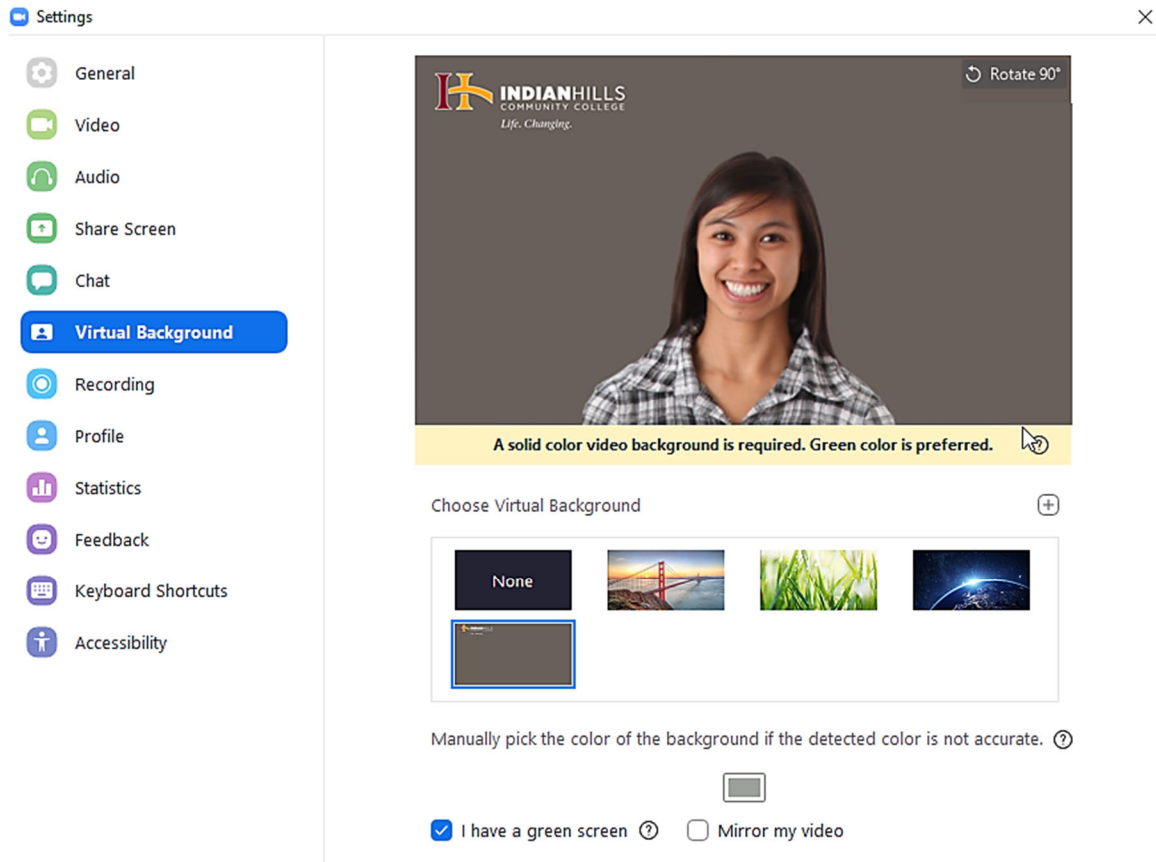 Settings
General
Video
Audio
Share Screen
Chat
Virtual Background
Recording
Profile
Statistics
Feedback
Keyboard Shortcuts
Accessibility
Rotate 90°
INDIANHILLS
COMMUNITY COLLEGE
Life. Changing.
A solid color video background is required. Green color is preferred.
Choose Virtual Background
None
Manually pick the color of the background if the detected color is not accurate.
I have a green screen
Mirror my video